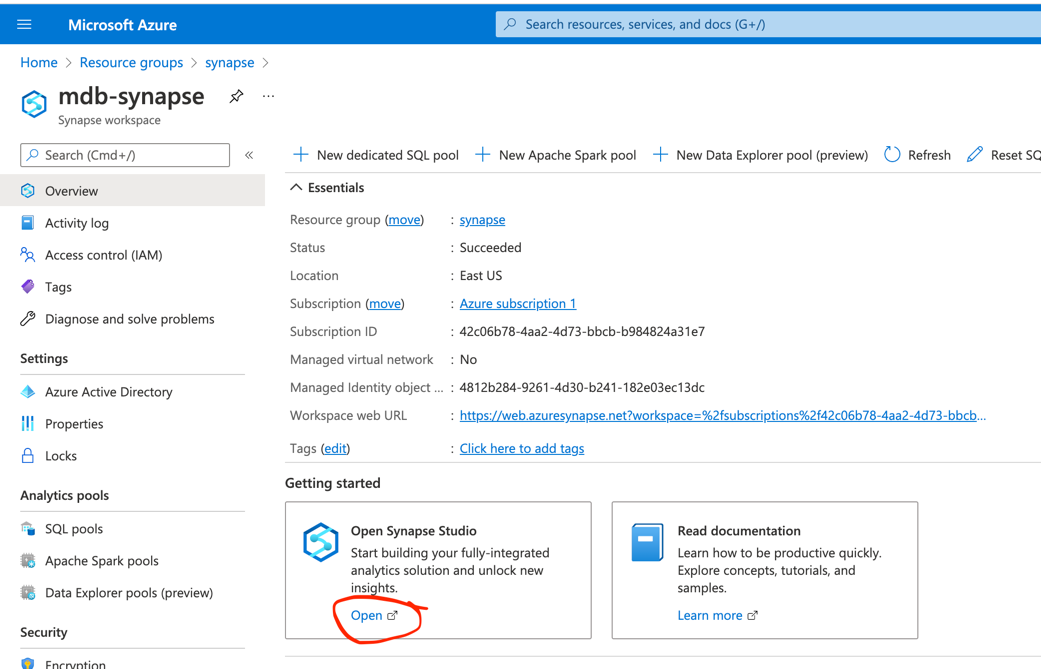 Microsoft Azure
Search resources, services, and docs (G+/)
Home > Resource groups > synapse >
mdb-synapse
Synapse workspace
Search (Cmd+/)
«
Overview
Activity log
Access control (IAM)
Tags
Diagnose and solve problems
Settings
Azure Active Directory
Properties
Locks
Analytics pools
SQL pools
Apache Spark pools
Data Explorer pools (preview)
Security
Encryption
New dedicated SQL pool
New Apache Spark pool
New Data Explorer pool (preview)
Refresh
Reset SQ
Essentials
Resource group (move) : synapse
Status : Succeeded
Location : East US
Subscription (move) : Azure subscription 1
Subscription ID : 42c06b78-4aa2-4d73-bbcb-b984824a31e7
Managed virtual network : No
Managed Identity object ... : 4812b284-9261-4d30-b241-182e03ec13dc
Workspace web URL : https://web.azuresynapse.net?workspace=%2fsubscriptions%2f42c06b78-4aa2-4d73-bbcb...
Tags (edit) : Click here to add tags
Getting started
Open Synapse Studio
Start building your fully-integrated
analytics solution and unlock new
insights.
Open
Read documentation
Learn how to be productive quickly.
Explore concepts, tutorials, and
samples.
Learn more